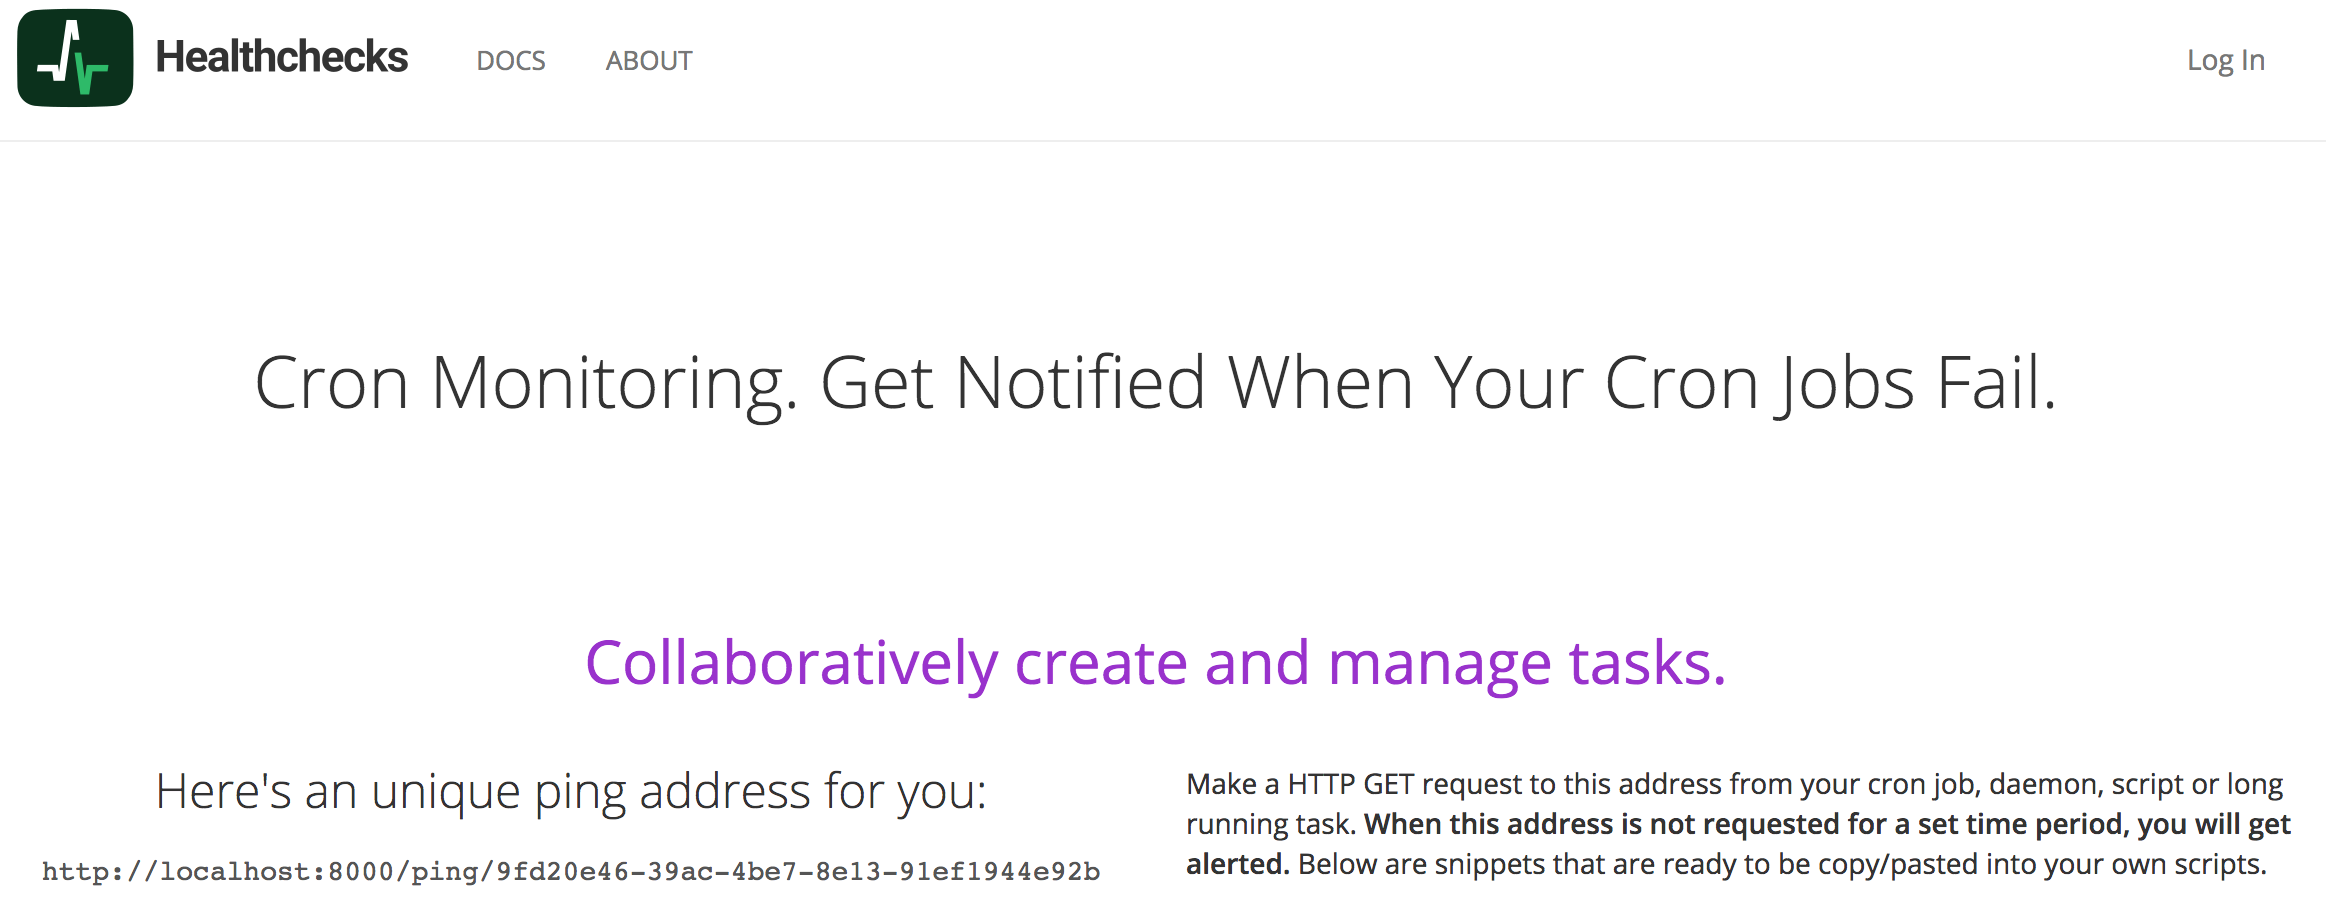 Healthchecks DOCS ABOUT Log In
Cron Monitoring. Get Notified When Your Cron Jobs Fail.
Collaboratively create and manage tasks.
Here's an unique ping address for you:
http://localhost:8000/ping/9fd20e46-39ac-4be7-8e13-91ef1944e92b
Make a HTTP GET request to this address from your cron job, daemon, script or long
running task. When this address is not requested for a set time period, you will get
alerted. Below are snippets that are ready to be copy/pasted into your own scripts.